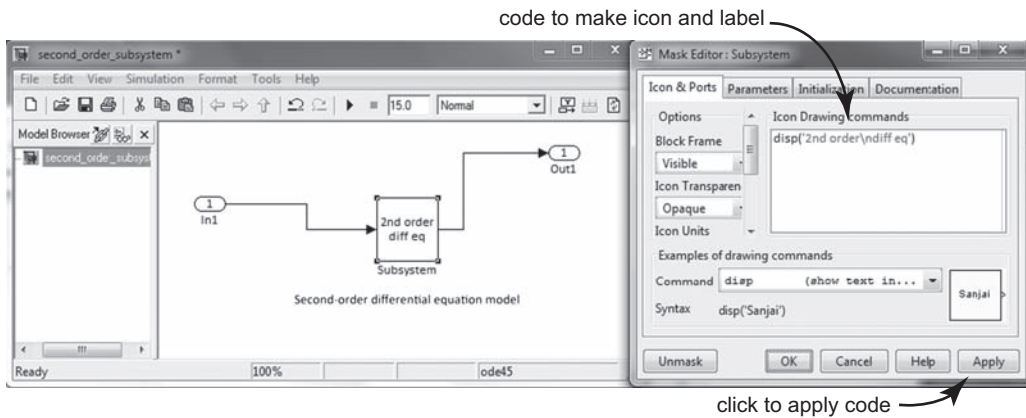 code to make icon and label
second_order_subsystem *
File Edit View Simulation Format Tools Help
15.0 Normal
Model Browser
second_order_subsyst
1
In1
2nd order
diff eq
Subsystem
1
Out1
Second-order differential equation model
Ready 100% ode45
Mask Editor: Subsystem
Icon & Ports Parameters Initialization Documentation
Options
Block Frame
Visible
Icon Transparen
Opaque
Icon Units
Icon Drawing commands
disp('2nd order\ndiff eq')
Examples of drawing commands
Command disp (show text in...
Syntax disp('Sanjai')
Sanjai
Unmask OK Cancel Help Apply
click to apply code